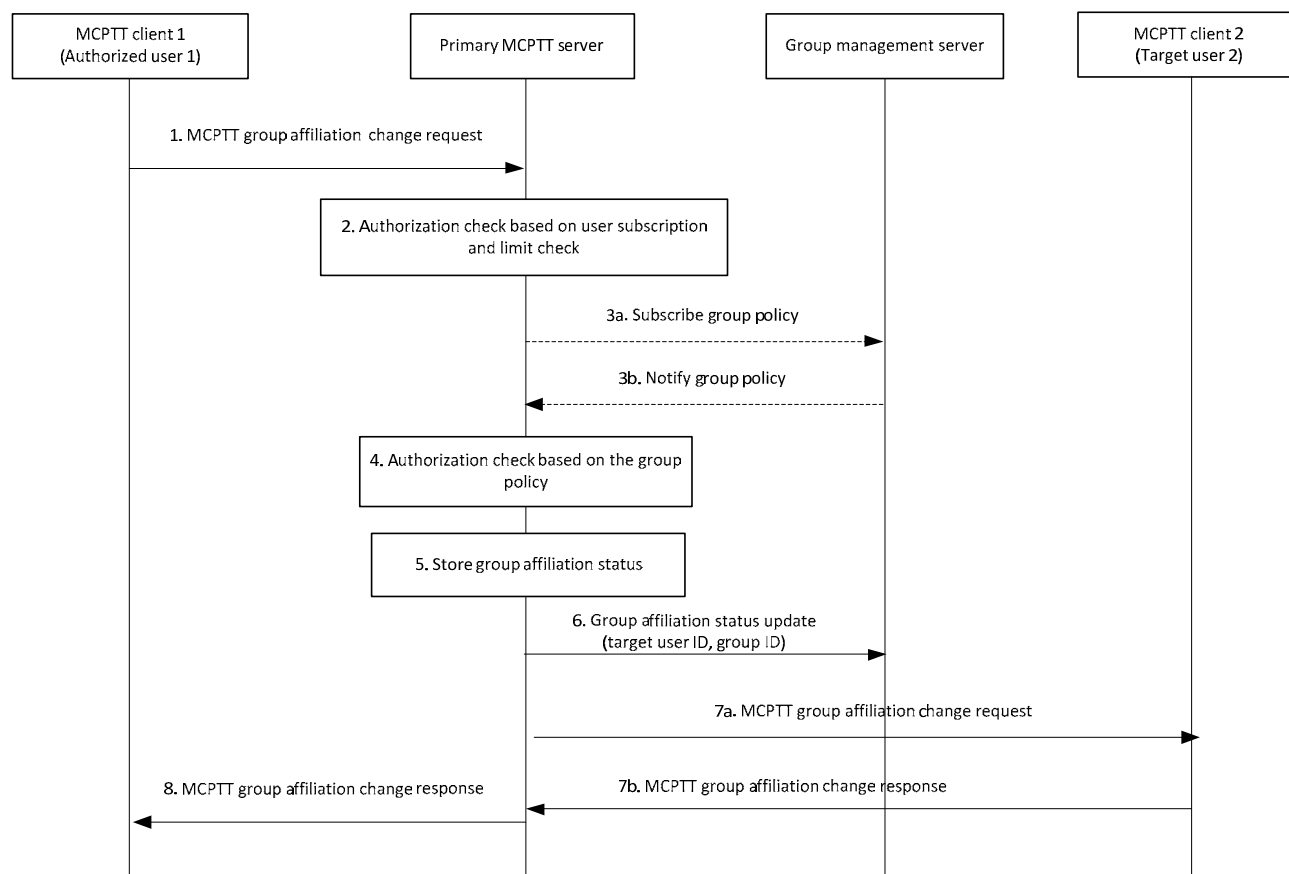 MCPTT client 1
(Authorized user 1)
Primary MCPTT server
Group management server
MCPTT client 2
(Target user 2)
1. MCPTT group affiliation change request
2. Authorization check based on user subscription
and limit check
3a. Subscribe group policy
3b. Notify group policy
4. Authorization check based on the group
policy
5. Store group affiliation status
6. Group affiliation status update
(target user ID, group ID)
7a. MCPTT group affiliation change request
8. MCPTT group affiliation change response
7b. MCPTT group affiliation change response